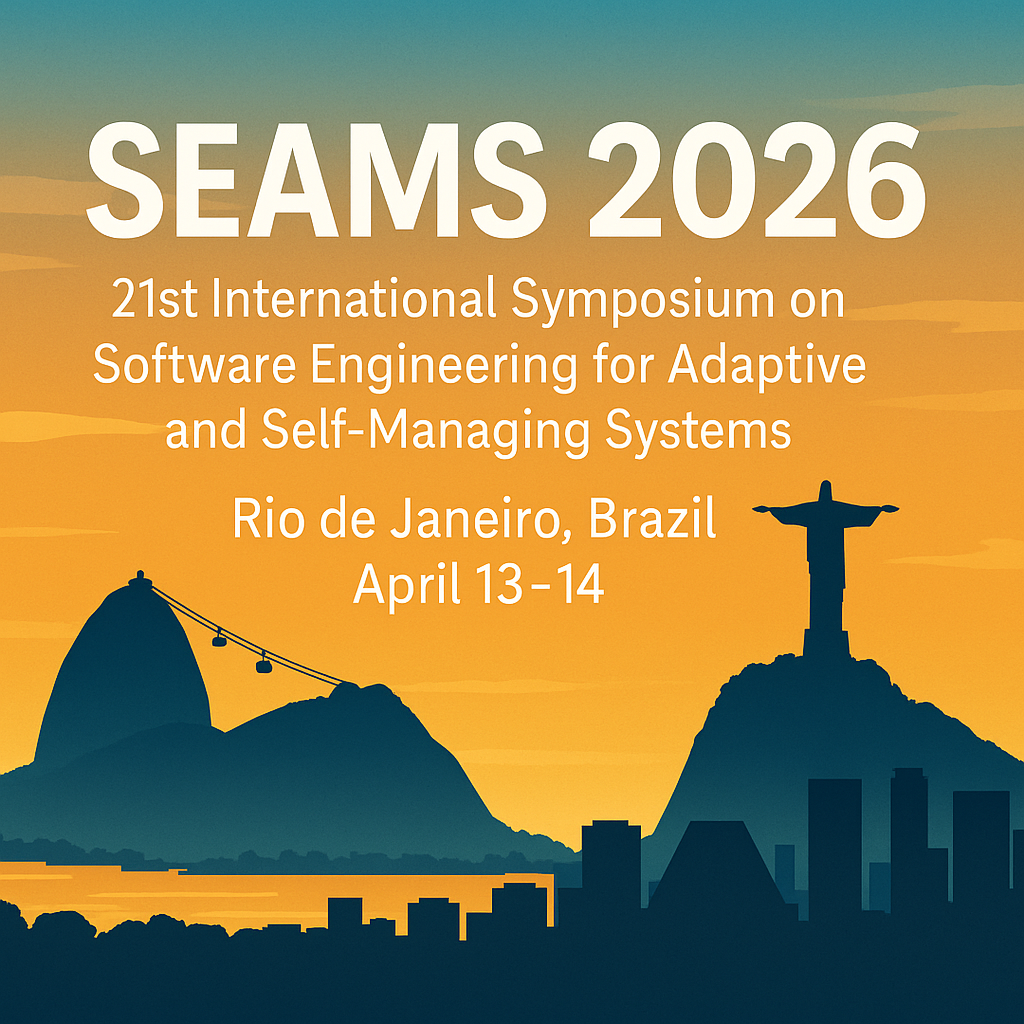 SEAMS 2026
21st International Symposium on
Software Engineering for Adaptive
and Self-Managing Systems
Rio de Janeiro, Brazil
April 13–14